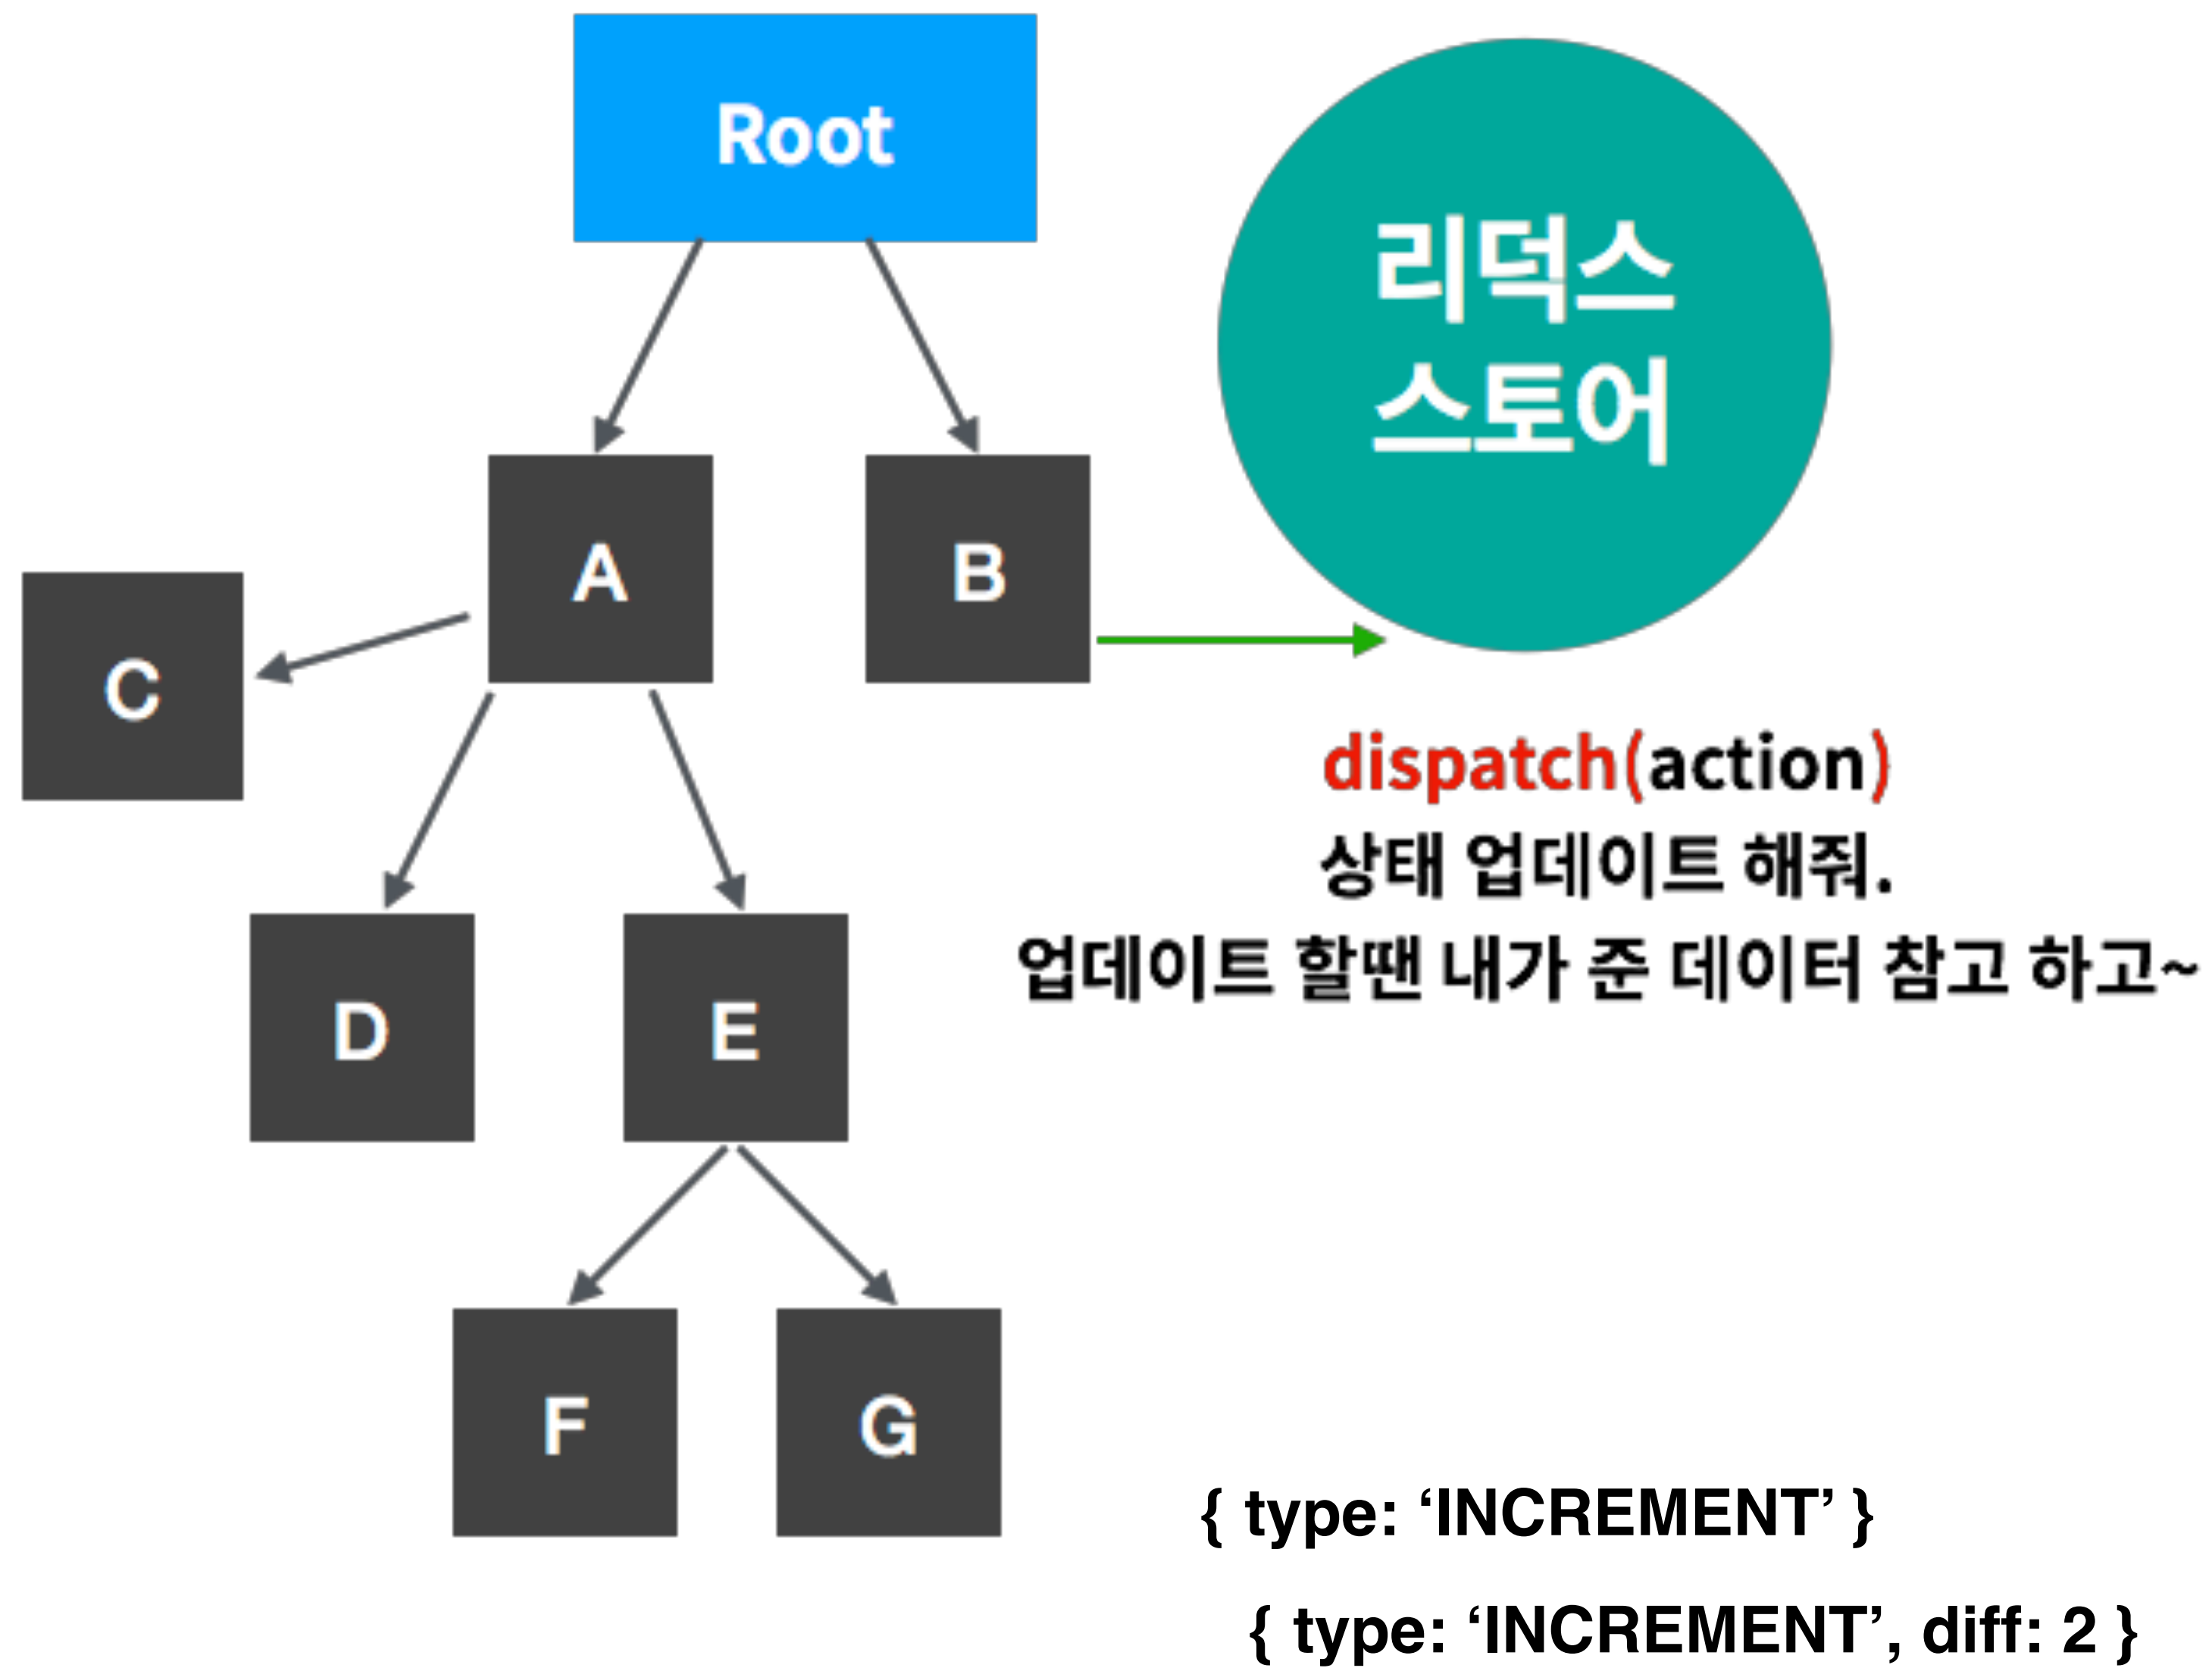 Root
리덕스
스토어
A
B
C
dispatch(action)
상태 업데이트 해줘.
업데이트 할땐 내가 준 데이터 참고 하고~
D
E
F
G
{ type: ‘INCREMENT’ }
{ type: ‘INCREMENT’, diff: 2 }